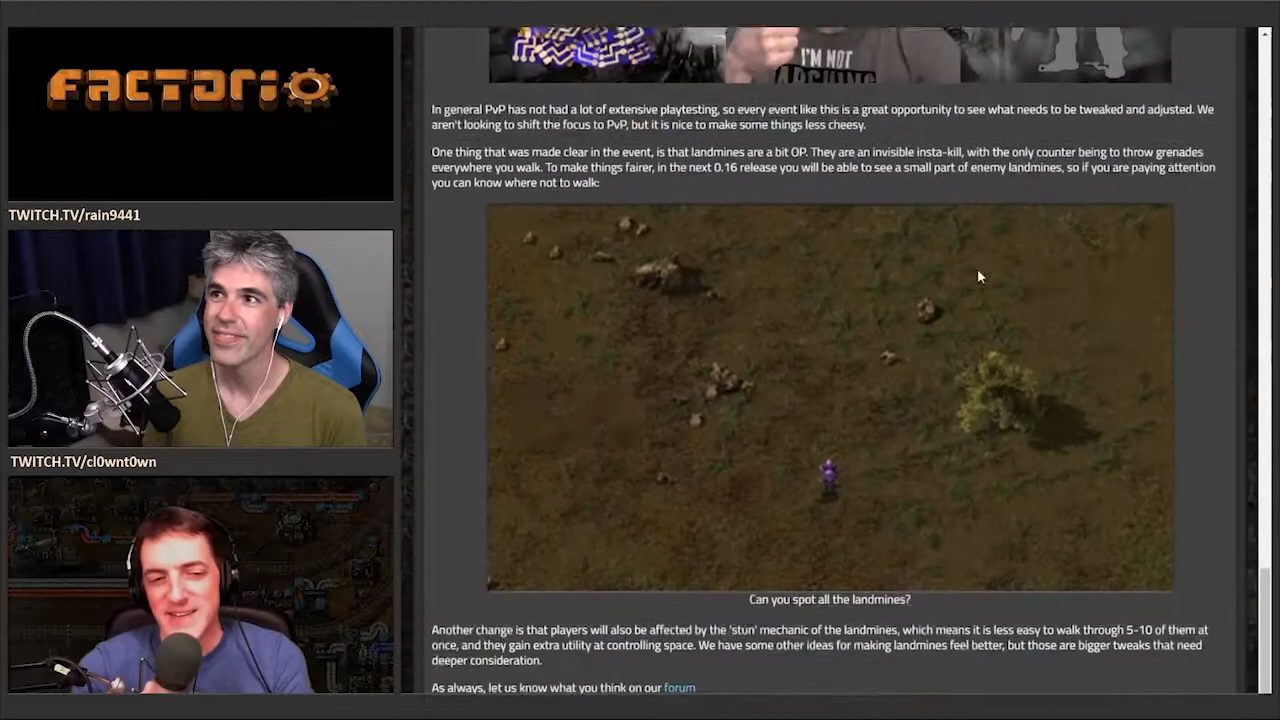 FACTORIO
TWITCH.TV/rain9441
TWITCH.TV/cl0wnt0wn
I'M NOT
ARGUING
In general PvP has not had a lot of extensive playtesting, so every event like this is a great opportunity to see what needs to be tweaked and adjusted. We
aren't looking to shift the focus to PvP, but it is nice to make some things less cheesy.
One thing that was made clear in the event, is that landmines are a bit OP. They are an invisible insta-kill, with the only counter being to throw grenades
everywhere you walk. To make things fairer, in the next 0.16 release you will be able to see a small part of enemy landmines, so if you are paying attention
you can know where not to walk:
Can you spot all the landmines?
Another change is that players will also be affected by the 'stun' mechanic of the landmines, which means it is less easy to walk through 5-10 of them at
once, and they gain extra utility at controlling space. We have some other ideas for making landmines feel better, but those are bigger tweaks that need
deeper consideration.
As always, let us know what you think on our forum